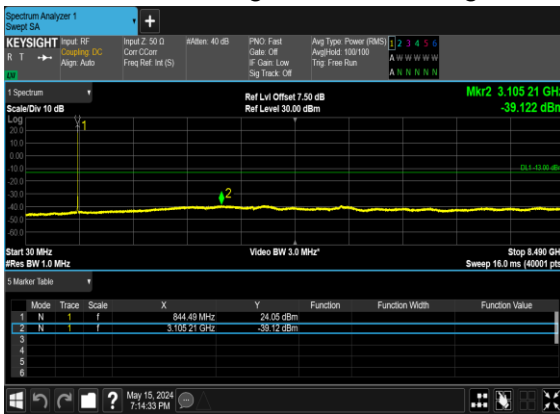 Spectrum Analyzer 1
Swept SA
KEYSIGHT Input: RF Input Z: 50 Ω #Atten: 40 dB PNO: Fast Avg Type: Power (RMS) 1 2 3 4 5 6
R T Coupling: DC Corr CCorr Gate: Off Avg|Hold: 100/100 A W W W W W
Align: Auto Freq Ref: Int (S) IF Gain: Low Trig: Free Run
Sig Track: Off A N N N N N
LV
1 Spectrum Ref Lvl Offset 7.50 dB Mkr2 3.105 21 GHz
Scale/Div 10 dB Ref Level 30.00 dBm -39.122 dBm
Log
20.0 1
10.0
0.00
-10.0 DL1 -13.00 dBm
-20.0
-30.0 2
-40.0
-50.0
-60.0
Start 30 MHz Video BW 3.0 MHz* Stop 8.490 GHz
#Res BW 1.0 MHz Sweep 16.0 ms (40001 pts)
5 Marker Table
Mode Trace Scale X Y Function Function Width Function Value
1 N 1 f 844.49 MHz 24.05 dBm
2 N 1 f 3.105 21 GHz -39.12 dBm
3
4
5
6
? May 15, 2024
7:14:33 PM